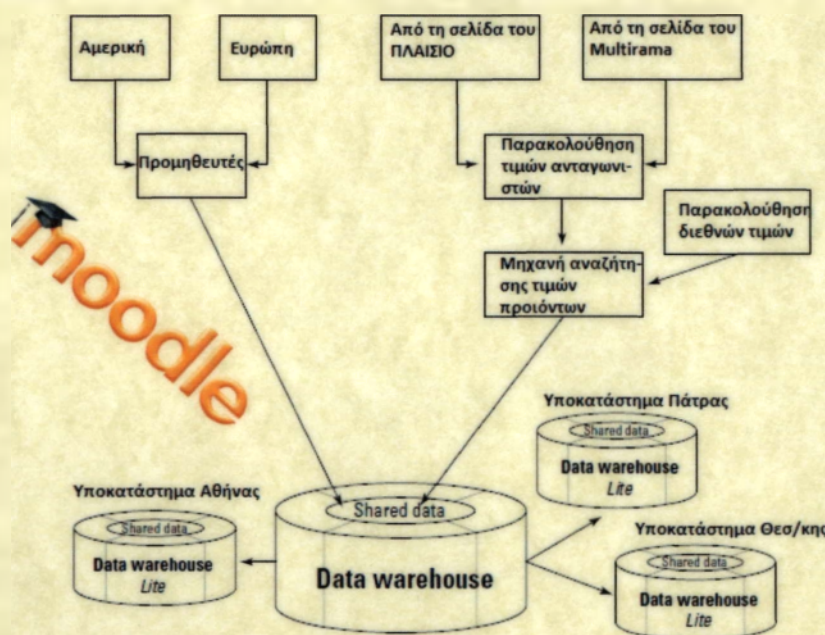 Αμερική
Ευρώπη
Από τη σελίδα του
ΠΛΑΙΣΙΟ
Από τη σελίδα του
Multirama
Προμηθευτές
Παρακολούθηση
τιμών ανταγωνι-
στών
Παρακολούθηση
διεθνών τιμών
Μηχανή αναζήτη-
σης τιμών
προιόντων
moodle
Υποκατάστημα Πάτρας
Shared data
Data warehouse
Lite
Υποκατάστημα Αθήνας
Shared data
Data warehouse
Lite
Shared data
Data warehouse
Υποκατάστημα Θεσ/κης
Shared data
Data warehouse
Lite